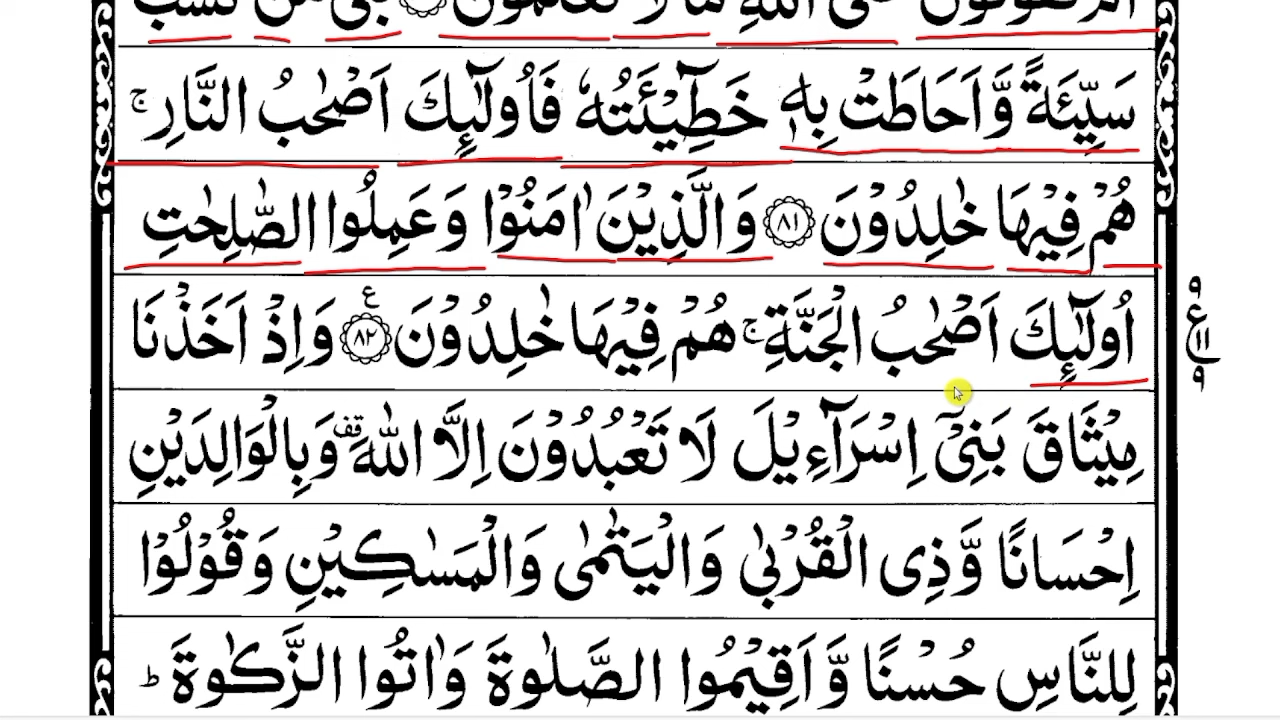 سَيِّئَةً وَّاَحَاطَتْ بِهٖ خَطِيْٓئَتُهٗ فَاُولٰٓئِكَ اَصْحٰبُ النَّارِ ۚ
هُمْ فِيْهَا خٰلِدُوْنَ ﴿٨١﴾ وَالَّذِيْنَ اٰمَنُوْا وَعَمِلُوا الصّٰلِحٰتِ
اُولٰٓئِكَ اَصْحٰبُ الْجَنَّةِ ۚ هُمْ فِيْهَا خٰلِدُوْنَ ﴿٨٢﴾ ع وَاِذْ اَخَذْنَا
مِيْثَاقَ بَنِيْٓ اِسْرَآءِيْلَ لَا تَعْبُدُوْنَ اِلَّا اللّٰهَ قف وَبِالْوَالِدَيْنِ
اِحْسَانًا وَّذِى الْقُرْبٰى وَالْيَتٰمٰى وَالْمَسٰكِيْنِ وَقُوْلُوْا
لِلنَّاسِ حُسْنًا وَّاَقِيْمُوا الصَّلٰوةَ وَاٰتُوا الزَّكٰوةَ ؕ